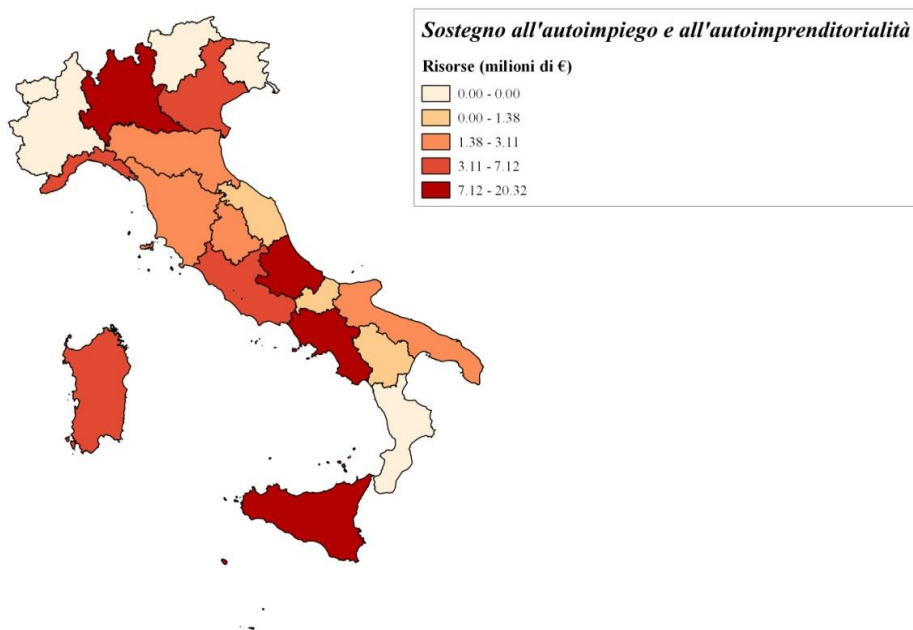 Sostegno all'autoimpiego e all'autoimprenditorialità
Risorse (milioni di €)
0.00 - 0.00
0.00 - 1.38
1.38 - 3.11
3.11 - 7.12
7.12 - 20.32